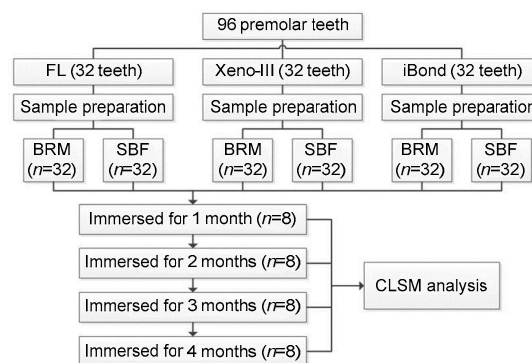 96 premolar teeth
FL (32 teeth)
Xeno-III (32 teeth)
iBond (32 teeth)
Sample preparation
Sample preparation
Sample preparation
BRM
(n=32)
SBF
(n=32)
BRM
(n=32)
SBF
(n=32)
BRM
(n=32)
SBF
(n=32)
Immersed for 1 month (n=8)
Immersed for 2 months (n=8)
Immersed for 3 months (n=8)
Immersed for 4 months (n=8)
CLSM analysis